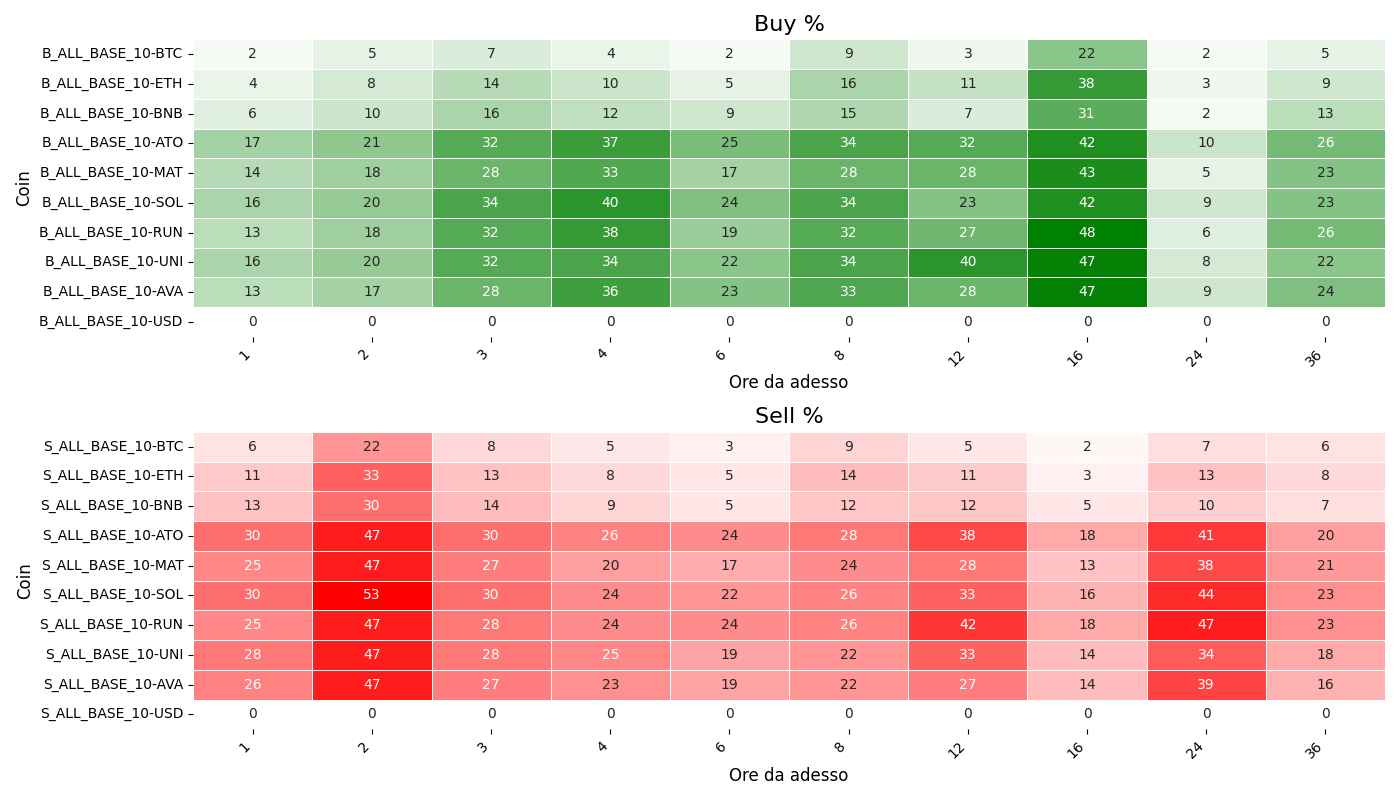 Buy %
Coin
B_ALL_BASE_10-BTC 2 5 7 4 2 9 3 22 2 5
B_ALL_BASE_10-ETH 4 8 14 10 5 16 11 38 3 9
B_ALL_BASE_10-BNB 6 10 16 12 9 15 7 31 2 13
B_ALL_BASE_10-ATO 17 21 32 37 25 34 32 42 10 26
B_ALL_BASE_10-MAT 14 18 28 33 17 28 28 43 5 23
B_ALL_BASE_10-SOL 16 20 34 40 24 34 23 42 9 23
B_ALL_BASE_10-RUN 13 18 32 38 19 32 27 48 6 26
B_ALL_BASE_10-UNI 16 20 32 34 22 34 40 47 8 22
B_ALL_BASE_10-AVA 13 17 28 36 23 33 28 47 9 24
B_ALL_BASE_10-USD 0 0 0 0 0 0 0 0 0 0
1 2 3 4 6 8 12 16 24 36
Ore da adesso
Sell %
Coin
S_ALL_BASE_10-BTC 6 22 8 5 3 9 5 2 7 6
S_ALL_BASE_10-ETH 11 33 13 8 5 14 11 3 13 8
S_ALL_BASE_10-BNB 13 30 14 9 5 12 12 5 10 7
S_ALL_BASE_10-ATO 30 47 30 26 24 28 38 18 41 20
S_ALL_BASE_10-MAT 25 47 27 20 17 24 28 13 38 21
S_ALL_BASE_10-SOL 30 53 30 24 22 26 33 16 44 23
S_ALL_BASE_10-RUN 25 47 28 24 24 26 42 18 47 23
S_ALL_BASE_10-UNI 28 47 28 25 19 22 33 14 34 18
S_ALL_BASE_10-AVA 26 47 27 23 19 22 27 14 39 16
S_ALL_BASE_10-USD 0 0 0 0 0 0 0 0 0 0
1 2 3 4 6 8 12 16 24 36
Ore da adesso